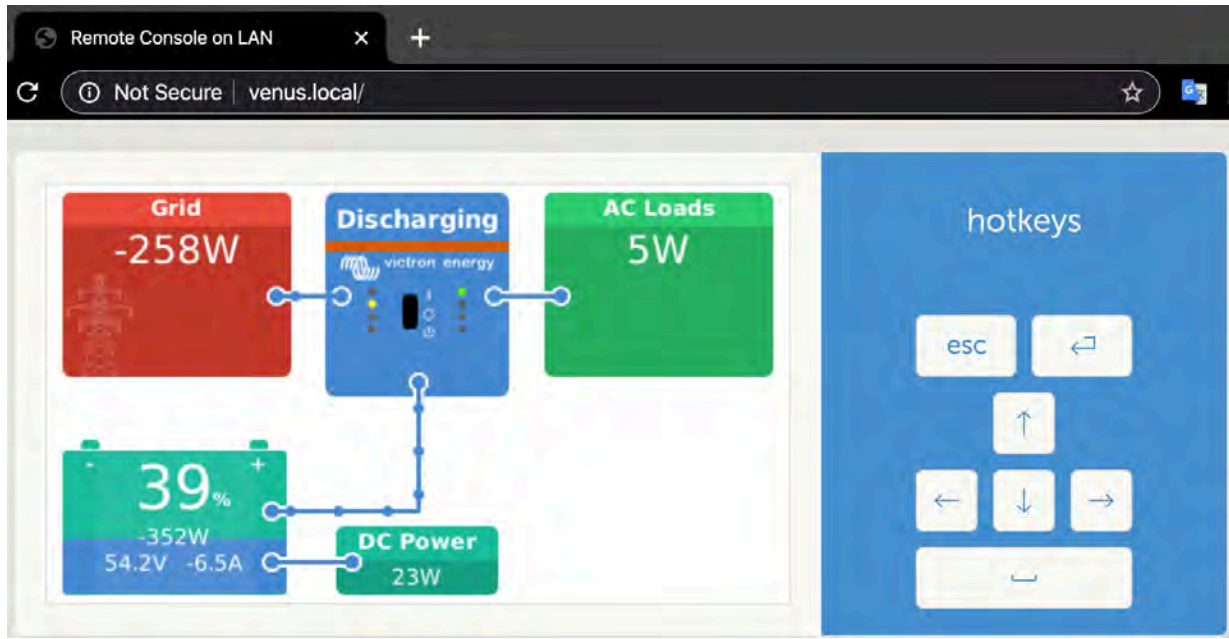 Remote Console on LAN
Not Secure | venus.local/
Grid
-258W
Discharging
victron energy
AC Loads
5W
39%
-352W
54.2V -6.5A
DC Power
23W
hotkeys
esc